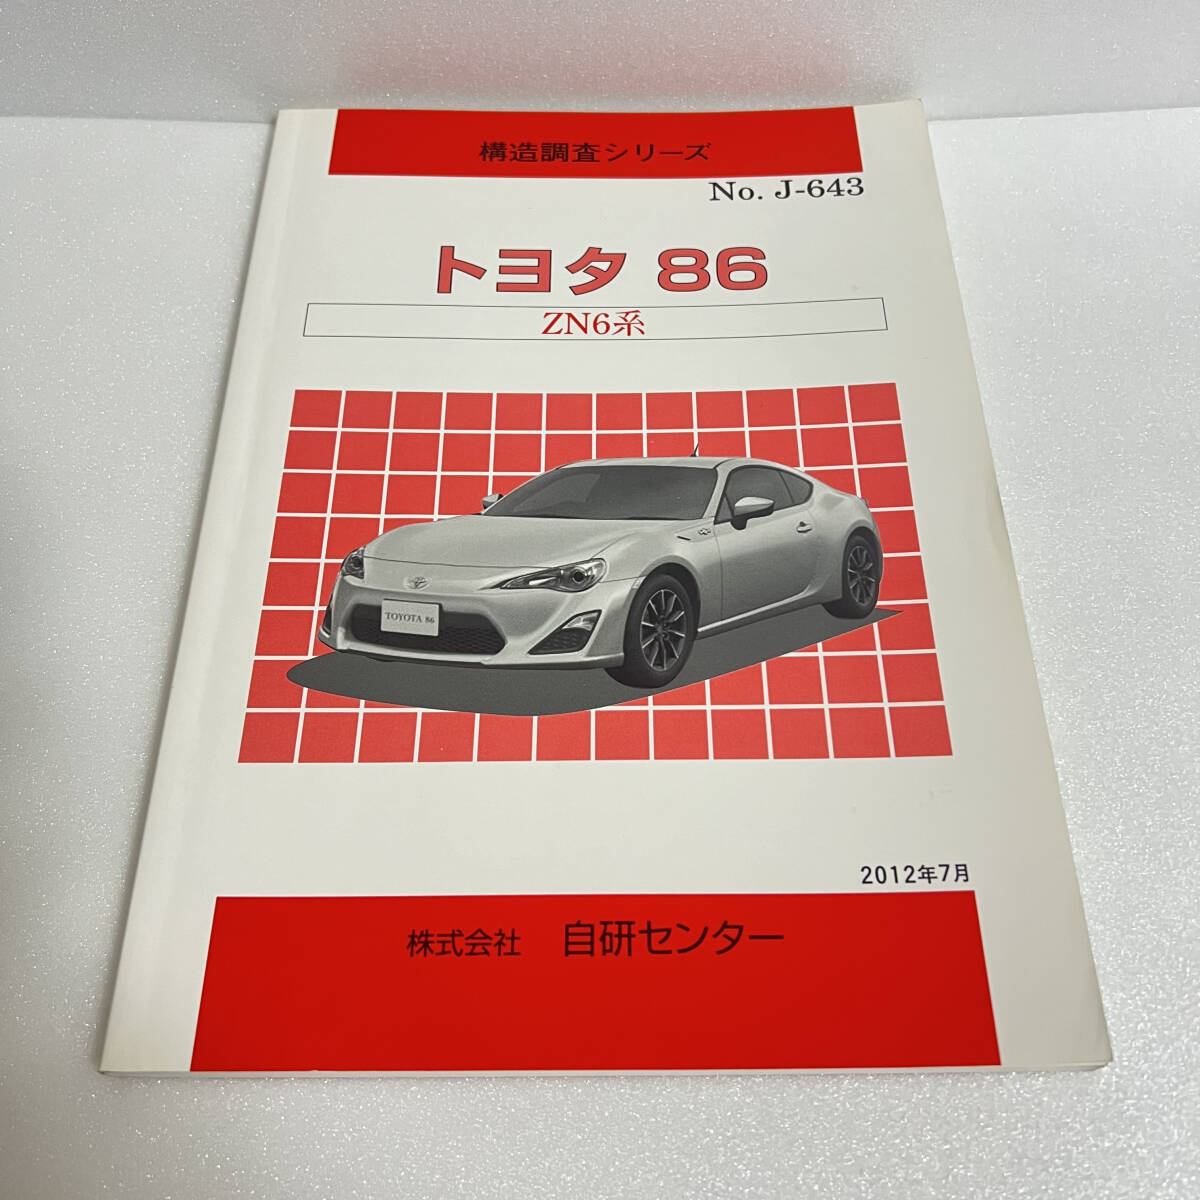 構造調査シリーズ
No. J-643
トヨタ 86
ZN6系
TOYOTA 86
2012年7月
株式会社 自研センター